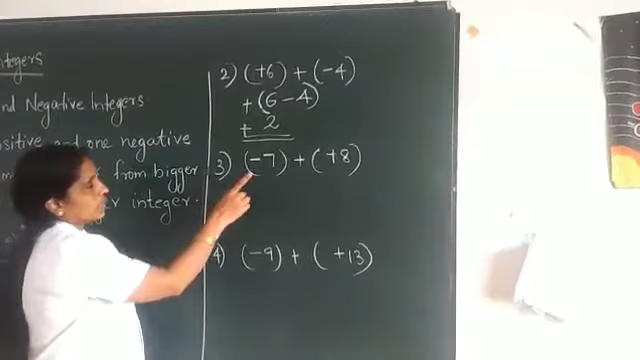 ntegers
nd Negative Integers
sitive and one negative
from bigger
er integer.
2) (+6) + (-4)
+ (6 - 4)
+ 2
3) (-7) + (+8)
4) (-9) + ( +13)